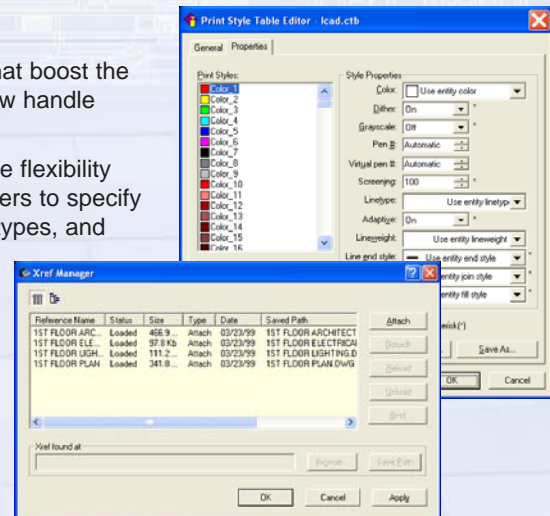 Print Style Table Editor - Icad.ctb
General Properties
Print Styles:
Color_1
Color_2
Color_3
Color_4
Color_5
Color_6
Color_7
Color_8
Color_9
Color_10
Color_11
Color_12
Color_13
Color_14
Color_15
Color_16
Style Properties
Color: Use entity color
Dither: On *
Grayscale: Off *
Pen #: Automatic
Virtual pen #: Automatic
Screening: 100 *
Linetype: Use entity linetyp
Adaptive: On *
Lineweight: Use entity lineweight
Line end style: Use entity end style *
entity join style *
entity fill style *
erisk(*)
Save As...
OK Cancel
hat boost the
w handle
e flexibility
ers to specify
types, and
Xref Manager
Reference Name Status Size Type Date Saved Path
1ST FLOOR ARC... Loaded 466.9... Attach 03/23/99 1ST FLOOR ARCHITECT
1ST FLOOR ELE... Loaded 97.8 Kb Attach 03/23/99 1ST FLOOR ELECTRICAL
1ST FLOOR LIGH... Loaded 111.2... Attach 03/23/99 1ST FLOOR LIGHTING.D
1ST FLOOR PLAN Loaded 341.8... Attach 03/23/99 1ST FLOOR PLAN.DWG
Attach
Detach
Reload
Unload
Bind
Xref found at
Browse... Save Path
OK Cancel Apply